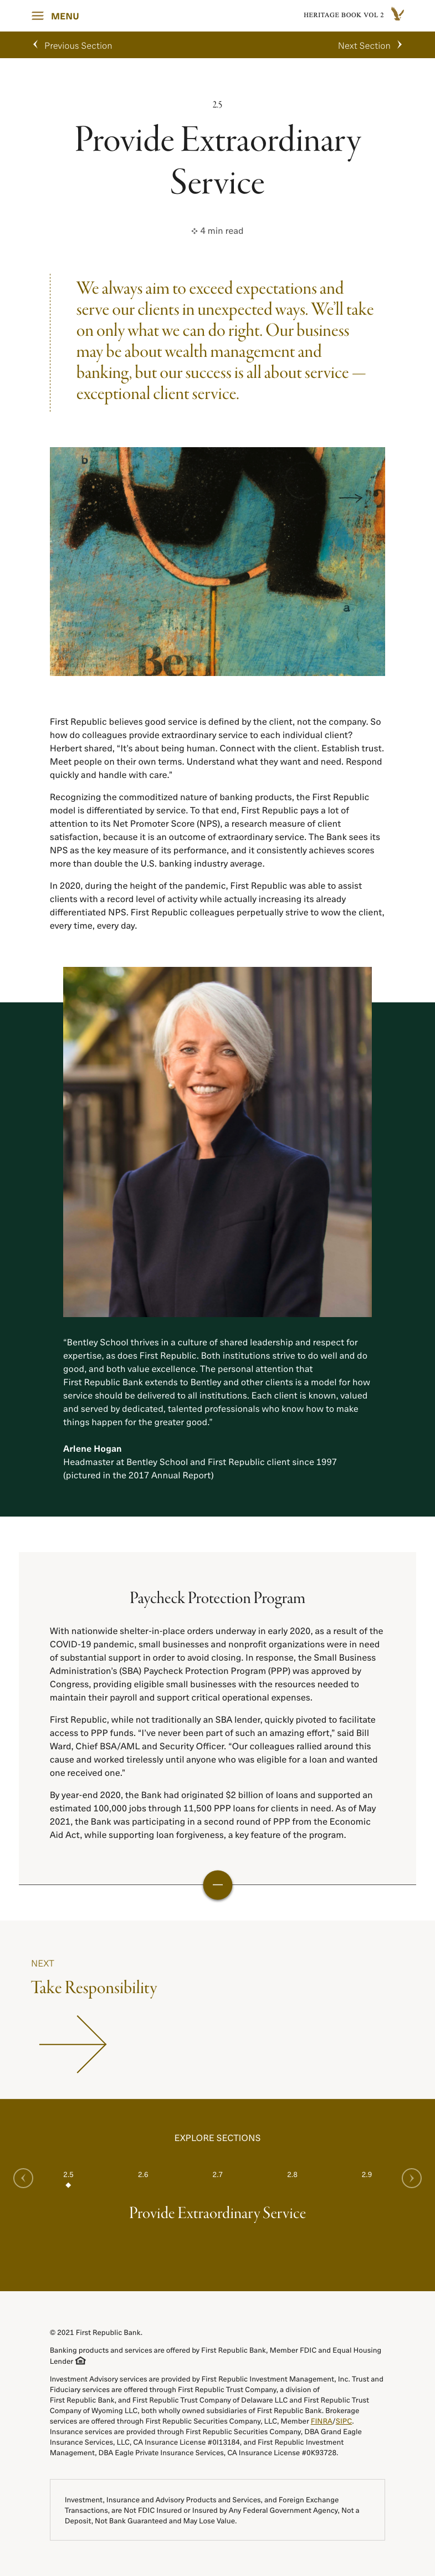 MENU
HERITAGE BOOK VOL 2
Previous Section
Next Section
2.5
Provide Extraordinary
Service
4 min read
We always aim to exceed expectations and
serve our clients in unexpected ways. We'll take
on only what we can do right. Our business
may be about wealth management and
banking, but our success is all about service —
exceptional client service.
b
a
Ber
First Republic believes good service is defined by the client, not the company. So
how do colleagues provide extraordinary service to each individual client?
Herbert shared, "It's about being human. Connect with the client. Establish trust.
Meet people on their own terms. Understand what they want and need. Respond
quickly and handle with care."
Recognizing the commoditized nature of banking products, the First Republic
model is differentiated by service. To that end, First Republic pays a lot of
attention to its Net Promoter Score (NPS), a research measure of client
satisfaction, because it is an outcome of extraordinary service. The Bank sees its
NPS as the key measure of its performance, and it consistently achieves scores
more than double the U.S. banking industry average.
In 2020, during the height of the pandemic, First Republic was able to assist
clients with a record level of activity while actually increasing its already
differentiated NPS. First Republic colleagues perpetually strive to wow the client,
every time, every day.
"Bentley School thrives in a culture of shared leadership and respect for
expertise, as does First Republic. Both institutions strive to do well and do
good, and both value excellence. The personal attention that
First Republic Bank extends to Bentley and other clients is a model for how
service should be delivered to all institutions. Each client is known, valued
and served by dedicated, talented professionals who know how to make
things happen for the greater good."
Arlene Hogan
Headmaster at Bentley School and First Republic client since 1997
(pictured in the 2017 Annual Report)
Paycheck Protection Program
With nationwide shelter-in-place orders underway in early 2020, as a result of the
COVID-19 pandemic, small businesses and nonprofit organizations were in need
of substantial support in order to avoid closing. In response, the Small Business
Administration's (SBA) Paycheck Protection Program (PPP) was approved by
Congress, providing eligible small businesses with the resources needed to
maintain their payroll and support critical operational expenses.
First Republic, while not traditionally an SBA lender, quickly pivoted to facilitate
access to PPP funds. "I've never been part of such an amazing effort," said Bill
Ward, Chief BSA/AML and Security Officer. "Our colleagues rallied around this
cause and worked tirelessly until anyone who was eligible for a loan and wanted
one received one."
By year-end 2020, the Bank had originated $2 billion of loans and supported an
estimated 100,000 jobs through 11,500 PPP loans for clients in need. As of May
2021, the Bank was participating in a second round of PPP from the Economic
Aid Act, while supporting loan forgiveness, a key feature of the program.
NEXT
Take Responsibility
EXPLORE SECTIONS
2.5
2.6
2.7
2.8
2.9
Provide Extraordinary Service
© 2021 First Republic Bank.
Banking products and services are offered by First Republic Bank, Member FDIC and Equal Housing
Lender
Investment Advisory services are provided by First Republic Investment Management, Inc. Trust and
Fiduciary services are offered through First Republic Trust Company, a division of
First Republic Bank, and First Republic Trust Company of Delaware LLC and First Republic Trust
Company of Wyoming LLC, both wholly owned subsidiaries of First Republic Bank. Brokerage
services are offered through First Republic Securities Company, LLC, Member FINRA/SIPC.
Insurance services are provided through First Republic Securities Company, DBA Grand Eagle
Insurance Services, LLC, CA Insurance License #0I13184, and First Republic Investment
Management, DBA Eagle Private Insurance Services, CA Insurance License #0K93728.
Investment, Insurance and Advisory Products and Services, and Foreign Exchange
Transactions, are Not FDIC Insured or Insured by Any Federal Government Agency, Not a
Deposit, Not Bank Guaranteed and May Lose Value.